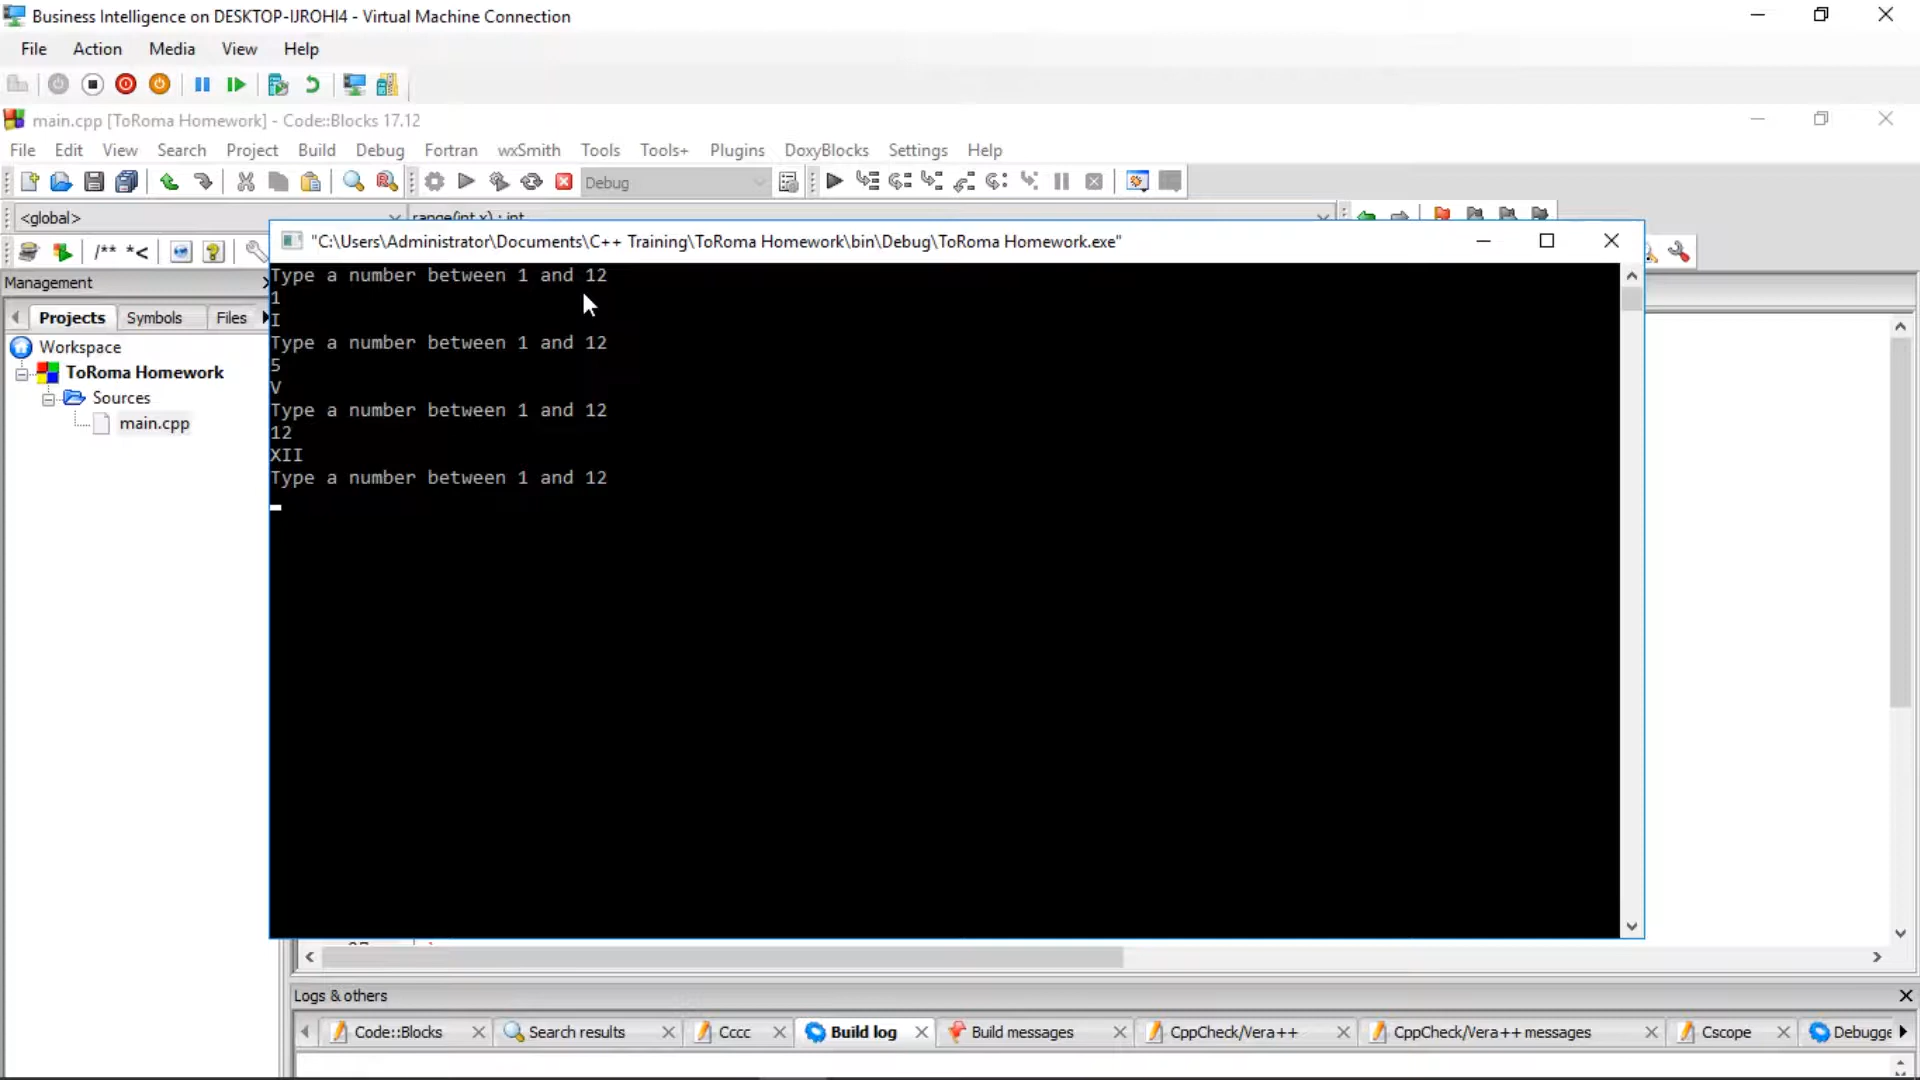 Business Intelligence on DESKTOP-IJROHI4 - Virtual Machine Connection
File Action Media View Help
main.cpp [ToRoma Homework] - Code::Blocks 17.12
File Edit View Search Project Build Debug Fortran wxSmith Tools Tools+ Plugins DoxyBlocks Settings Help
Debug
<global> range(int x) : int
/** *<
"C:\Users\Administrator\Documents\C++ Training\ToRoma Homework\bin\Debug\ToRoma Homework.exe"
Management
Projects Symbols Files
Workspace
ToRoma Homework
Sources
main.cpp
Type a number between 1 and 12
1
I
Type a number between 1 and 12
5
V
Type a number between 1 and 12
12
XII
Type a number between 1 and 12
Logs & others
Code::Blocks Search results Cccc Build log Build messages CppCheck/Vera++ CppCheck/Vera++ messages Cscope Debugge